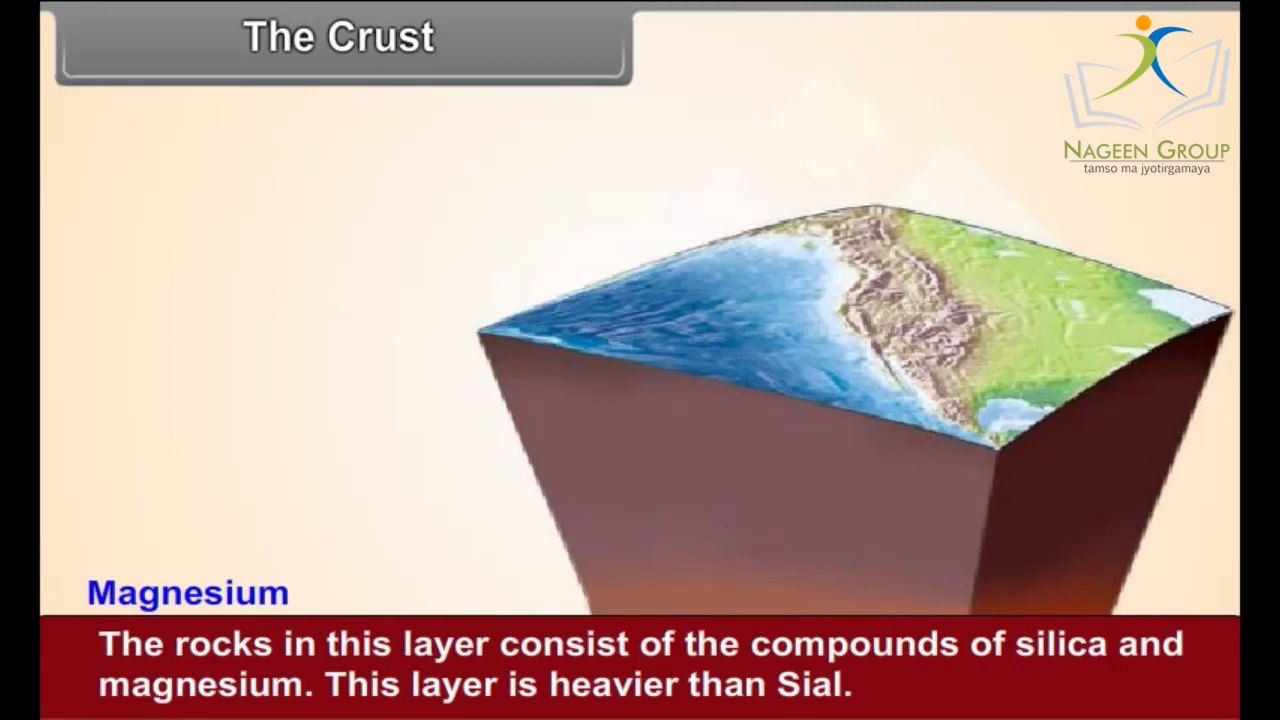 The Crust
NAGEEN GROUP
tamso ma jyotirgamaya
Magnesium
The rocks in this layer consist of the compounds of silica and
magnesium. This layer is heavier than Sial.